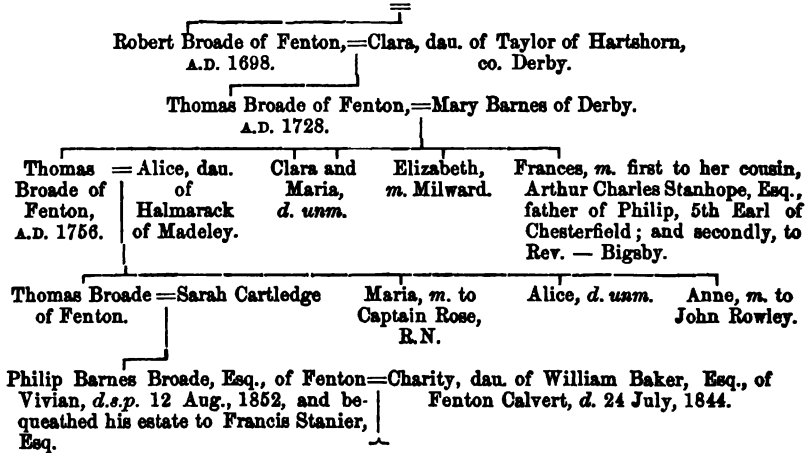 Robert Broade of Fenton,=Clara, dau. of Taylor of Hartshorn,
A.D. 1698. co. Derby.
Thomas Broade of Fenton,=Mary Barnes of Derby.
A.D. 1728.
Thomas = Alice, dau.
Broade of of
Fenton, Halmarack
A.D. 1756. of Madeley.
Clara and
Maria,
d. unm.
Elizabeth,
m. Milward.
Frances, m. first to her cousin,
Arthur Charles Stanhope, Esq.,
father of Philip, 5th Earl of
Chesterfield; and secondly, to
Rev. — Bigsby.
Thomas Broade=Sarah Cartledge
of Fenton.
Maria, m. to
Captain Rose,
R.N.
Alice, d. unm.
Anne, m. to
John Rowley.
Philip Barnes Broade, Esq., of Fenton=Charity, dau. of William Baker, Esq., of
Vivian, d.s.p. 12 Aug., 1852, and be- Fenton Calvert, d. 24 July, 1844.
queathed his estate to Francis Stanier,
Esq.